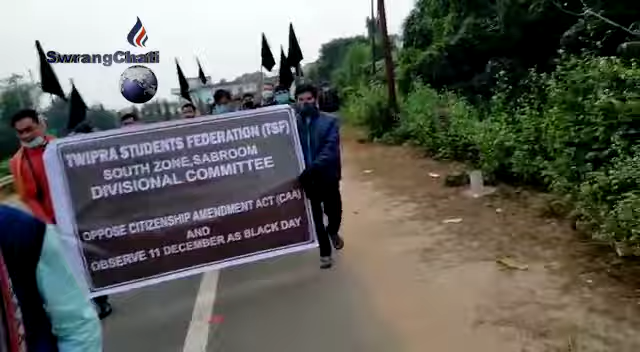 SwrangChati
TWIPRA STUDENTS FEDERATION (TSF)
SOUTH ZONE, SABROOM
DIVISIONAL COMMITTEE
OPPOSE CITIZENSHIP AMENDMENT ACT (CAA)
AND
OBSERVE 11 DECEMBER AS BLACK DAY